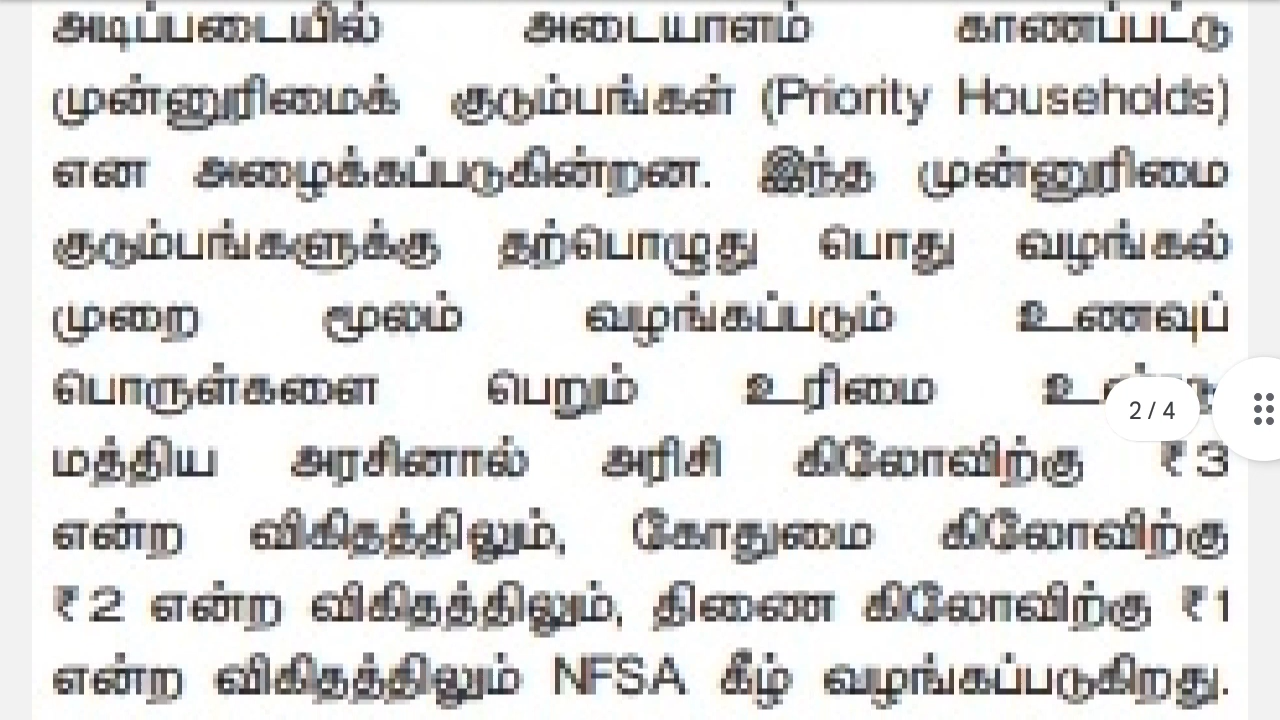 அடிப்படையில் அடையாளம் காணப்பட்டு
முன்னுரிமைக் குடும்பங்கள் (Priority Households)
என அழைக்கப்படுகின்றன. இந்த முன்னுரிமை
குடும்பங்களுக்கு தற்பொழுது பொது வழங்கல்
முறை மூலம் வழங்கப்படும் உணவுப்
பொருள்களை பெறும் உரிமை
2 / 4
மத்திய அரசினால் அரிசி கிலோவிற்கு ₹ 3
என்ற விகிதத்திலும், கோதுமை கிலோவிற்கு
₹ 2 என்ற விகிதத்திலும், திணை கிலோவிற்கு ₹ 1
என்ற விகிதத்திலும் NFSA கீழ் வழங்கப்படுகிறது.